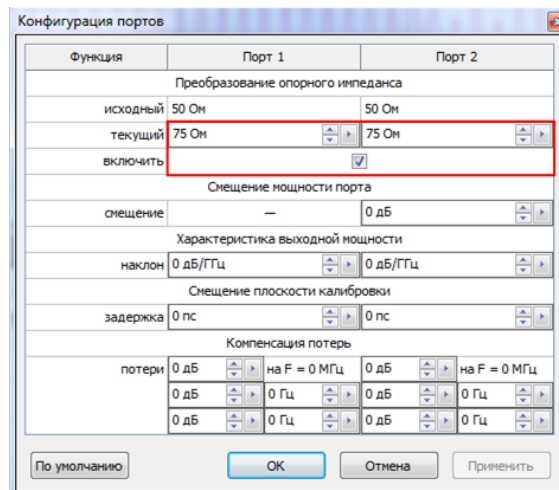 Конфигурация портов
Функция Порт 1 Порт 2
Преобразование опорного импеданса
исходный 50 Ом 50 Ом
текущий 75 Ом 75 Ом
включить
Смещение мощности порта
смещение — 0 дБ
Характеристика выходной мощности
наклон 0 дБ/ГГц 0 дБ/ГГц
Смещение плоскости калибровки
задержка 0 пс 0 пс
Компенсация потерь
потери 0 дБ на F = 0 МГц 0 дБ на F = 0 МГц
0 дБ 0 Гц 0 дБ 0 Гц
0 дБ 0 Гц 0 дБ 0 Гц
По умолчанию ОК Отмена Применить